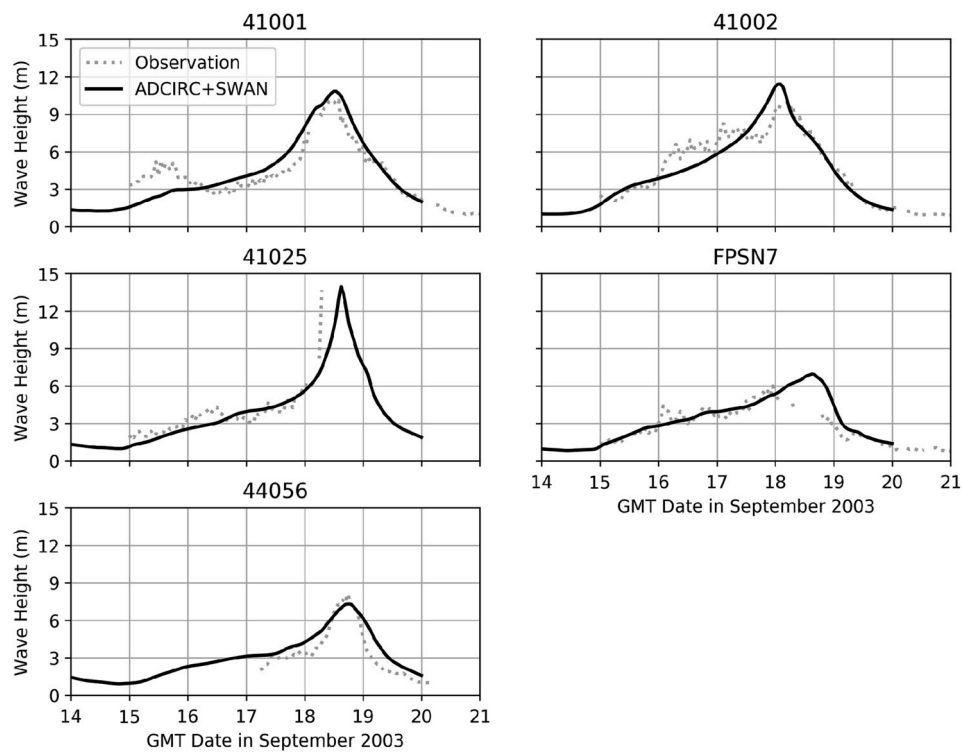 41001
41002
15
12
9
6
3
0
Wave Height (m)
Observation
ADCIRC+SWAN
41025
FPSN7
15
12
9
6
3
0
Wave Height (m)
14 15 16 17 18 19 20 21
GMT Date in September 2003
44056
15
12
9
6
3
0
Wave Height (m)
14 15 16 17 18 19 20 21
GMT Date in September 2003